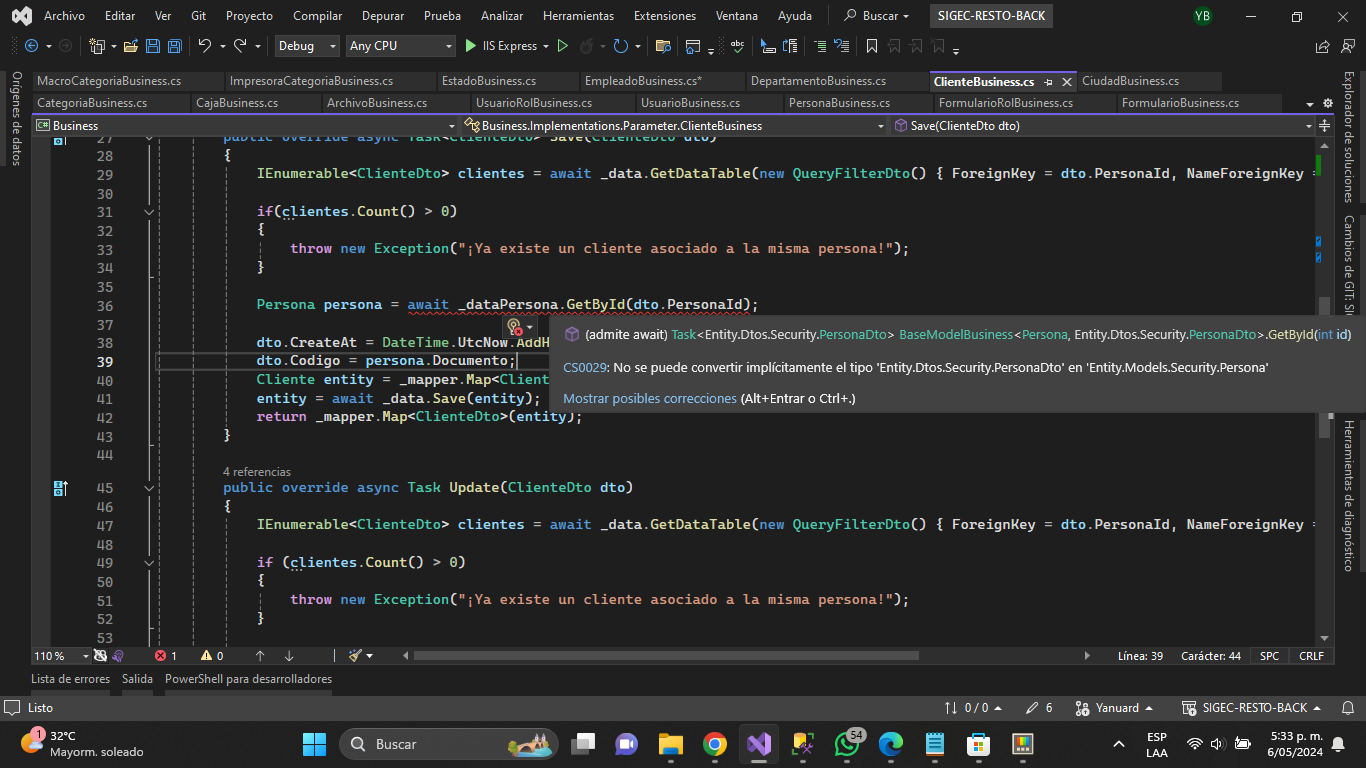 Archivo Editar Ver Git Proyecto Compilar Depurar Prueba Analizar Herramientas Extensiones Ventana Ayuda Buscar SIGEC-RESTO-BACK YB
Debug Any CPU IIS Express
MacroCategoriaBusiness.cs ImpresoraCategoriaBusiness.cs EstadoBusiness.cs EmpleadoBusiness.cs* DepartamentoBusiness.cs ClienteBusiness.cs CiudadBusiness.cs
CategoriaBusiness.cs CajaBusiness.cs ArchivoBusiness.cs UsuarioRolBusiness.cs UsuarioBusiness.cs PersonaBusiness.cs FormularioRolBusiness.cs FormularioBusiness.cs
Business Business.Implementations.Parameter.ClienteBusiness Save(ClienteDto dto)
Orígenes de datos
Explorador de soluciones
Cambios de GIT: SI
Herramientas de diagnóstico
27 public override async Task<ClienteDto> Save(ClienteDto dto)
28 {
29 IEnumerable<ClienteDto> clientes = await _data.GetDataTable(new QueryFilterDto() { ForeignKey = dto.PersonaId, NameForeignKey =
30
31 if(clientes.Count() > 0)
32 {
33 throw new Exception("¡Ya existe un cliente asociado a la misma persona!");
34 }
35
36 Persona persona = await _dataPersona.GetById(dto.PersonaId);
37
38 dto.CreateAt = DateTime.UtcNow.AddH
39 dto.Codigo = persona.Documento;
40 Cliente entity = _mapper.Map<Client
41 entity = await _data.Save(entity);
42 return _mapper.Map<ClienteDto>(entity);
43 }
44
(admite await) Task<Entity.Dtos.Security.PersonaDto> BaseModelBusiness<Persona, Entity.Dtos.Security.PersonaDto>.GetById(int id)
CS0029: No se puede convertir implícitamente el tipo 'Entity.Dtos.Security.PersonaDto' en 'Entity.Models.Security.Persona'
Mostrar posibles correcciones (Alt+Entrar o Ctrl+.)
4 referencias
45 public override async Task Update(ClienteDto dto)
46 {
47 IEnumerable<ClienteDto> clientes = await _data.GetDataTable(new QueryFilterDto() { ForeignKey = dto.PersonaId, NameForeignKey =
48
49 if (clientes.Count() > 0)
50 {
51 throw new Exception("¡Ya existe un cliente asociado a la misma persona!");
52 }
53
110 % 1 0 Línea: 39 Carácter: 44 SPC CRLF
Lista de errores Salida PowerShell para desarrolladores
Listo 0 / 0 6 Yanuard SIGEC-RESTO-BACK
1 32°C
Mayorm. soleado
Buscar
54
ESP
LAA
5:33 p. m.
6/05/2024